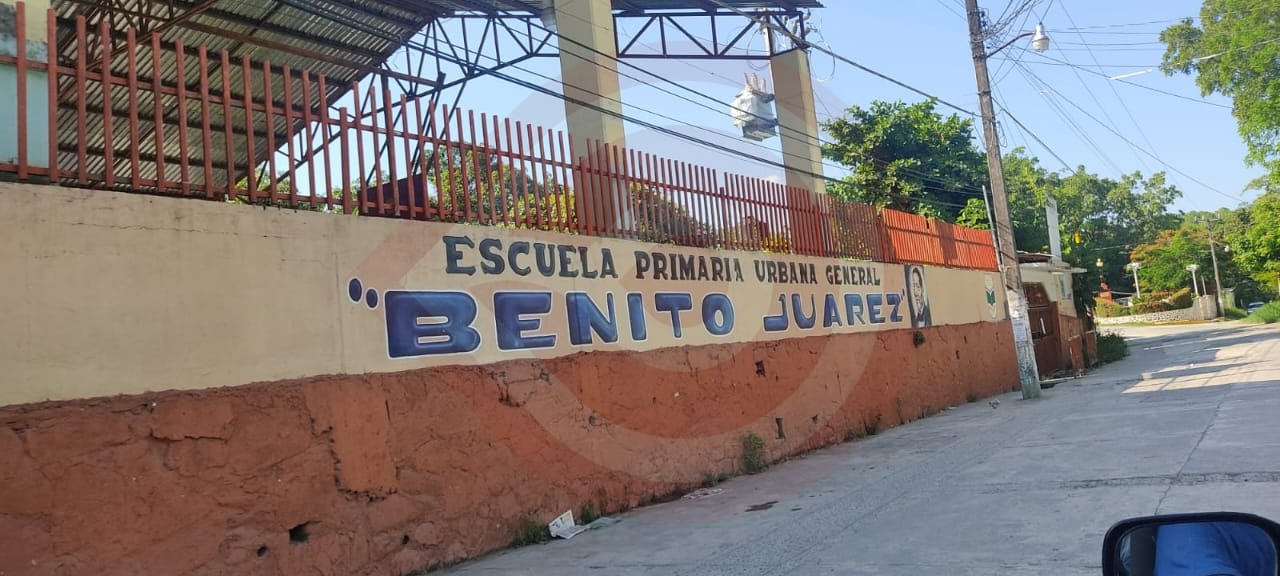 ESCUELA PRIMARIA URBANA GENERAL
"BENITO JUAREZ"